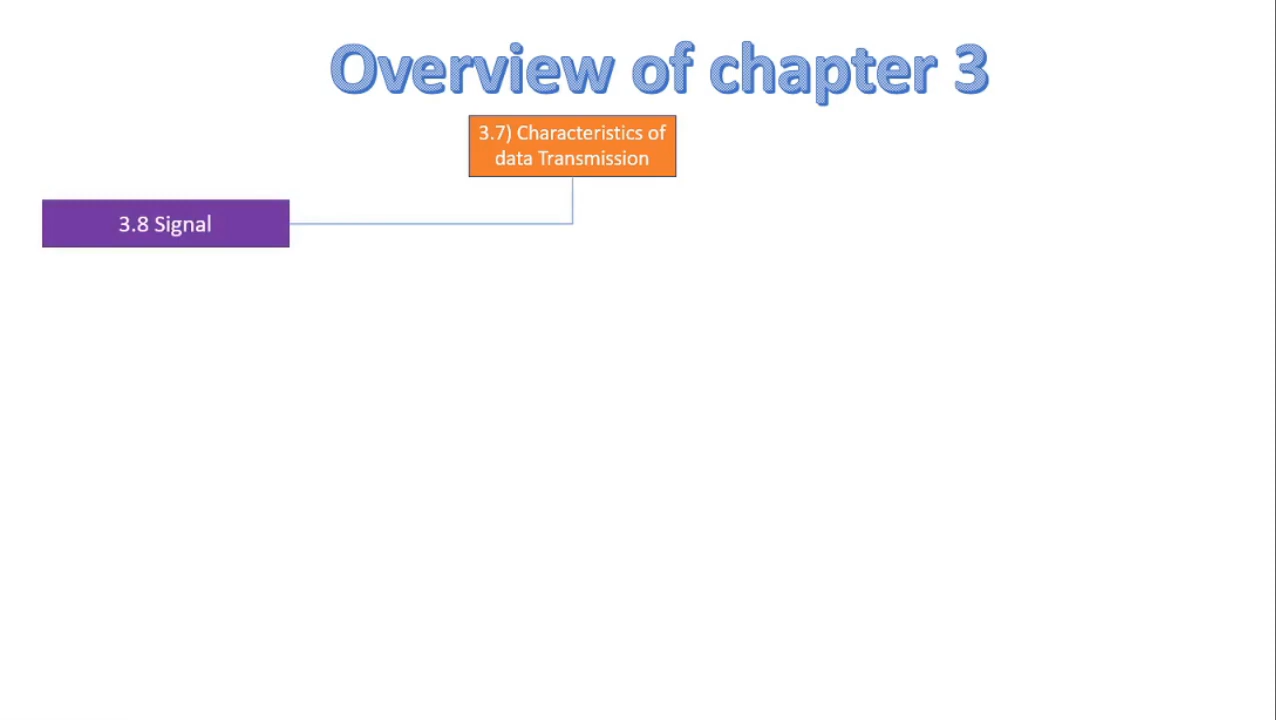 Overview of chapter 3
3.7) Characteristics of
data Transmission
3.8 Signal